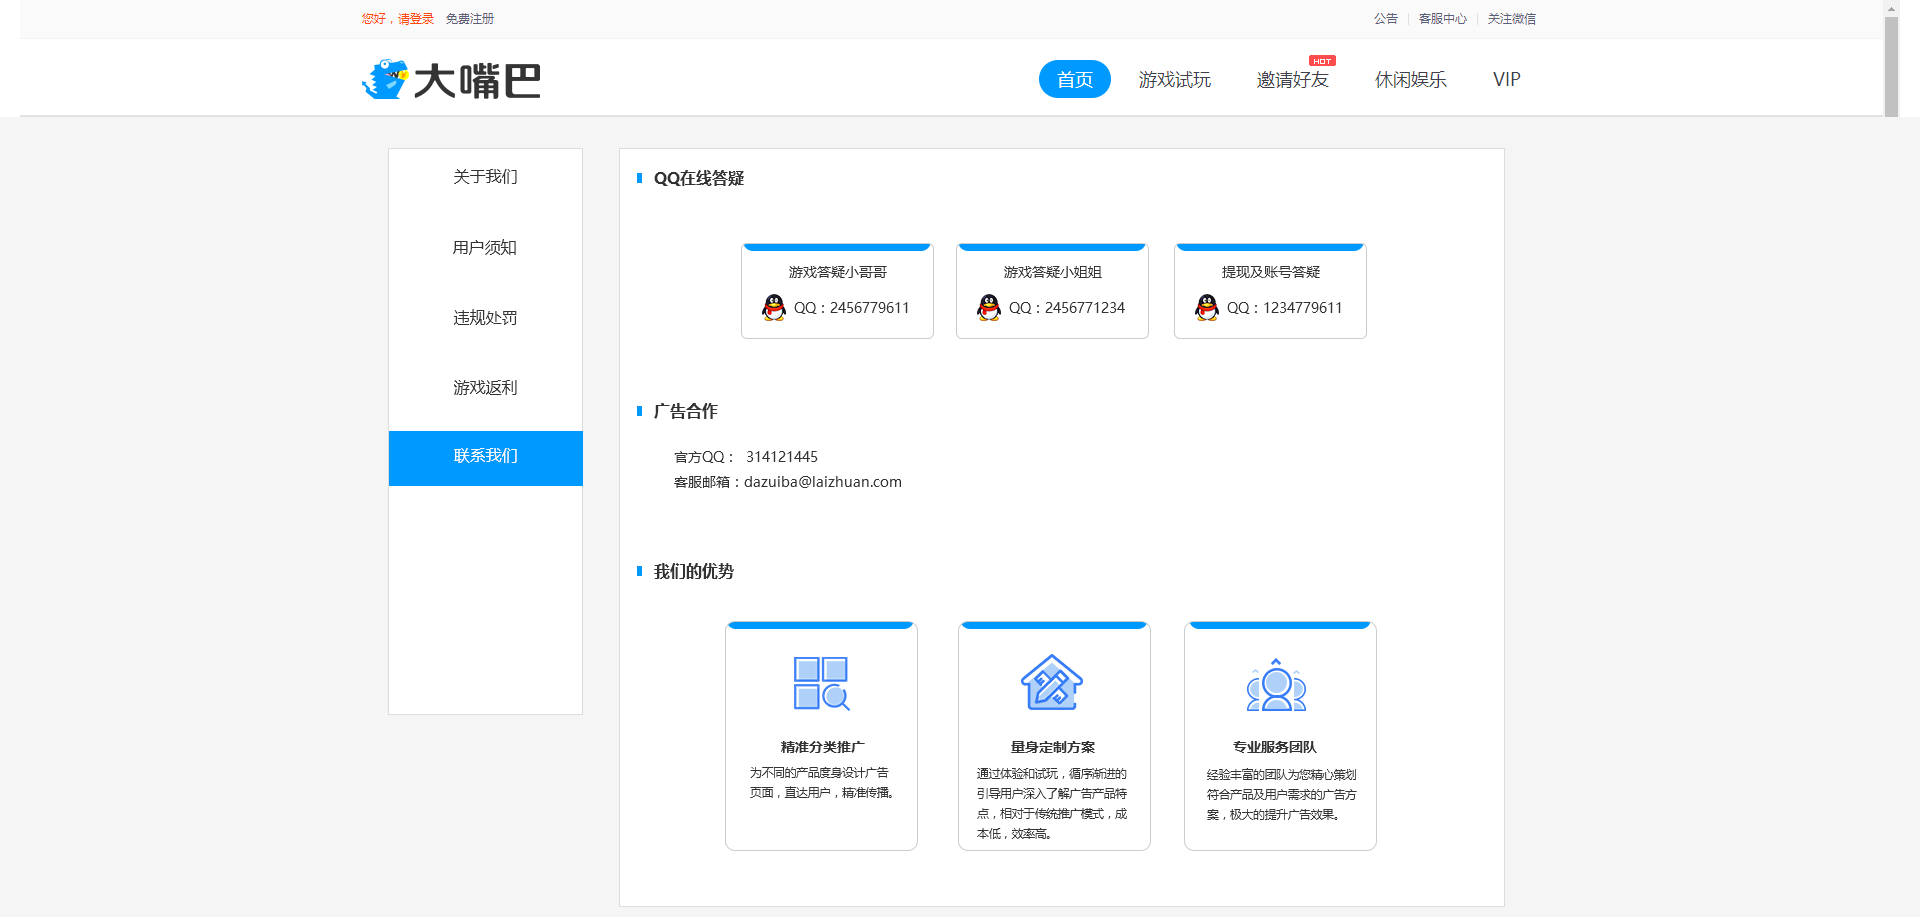 您好，请登录 免费注册
公告 客服中心 关注微信
大嘴巴
首页 游戏试玩 邀请好友 HOT 休闲娱乐 VIP
关于我们
用户须知
违规处罚
游戏返利
联系我们
QQ在线答疑
游戏答疑小哥哥
QQ：2456779611
游戏答疑小姐姐
QQ：2456771234
提现及账号答疑
QQ：1234779611
广告合作
官方QQ： 314121445
客服邮箱：dazuiba@laizhuan.com
我们的优势
精准分类推广
为不同的产品度身设计广告
页面，直达用户，精准传播。
量身定制方案
通过体验和试玩，循序渐进的
引导用户深入了解广告产品特
点，相对于传统推广模式，成
本低，效率高。
专业服务团队
经验丰富的团队为您精心策划
符合产品及用户需求的广告方
案，极大的提升广告效果。